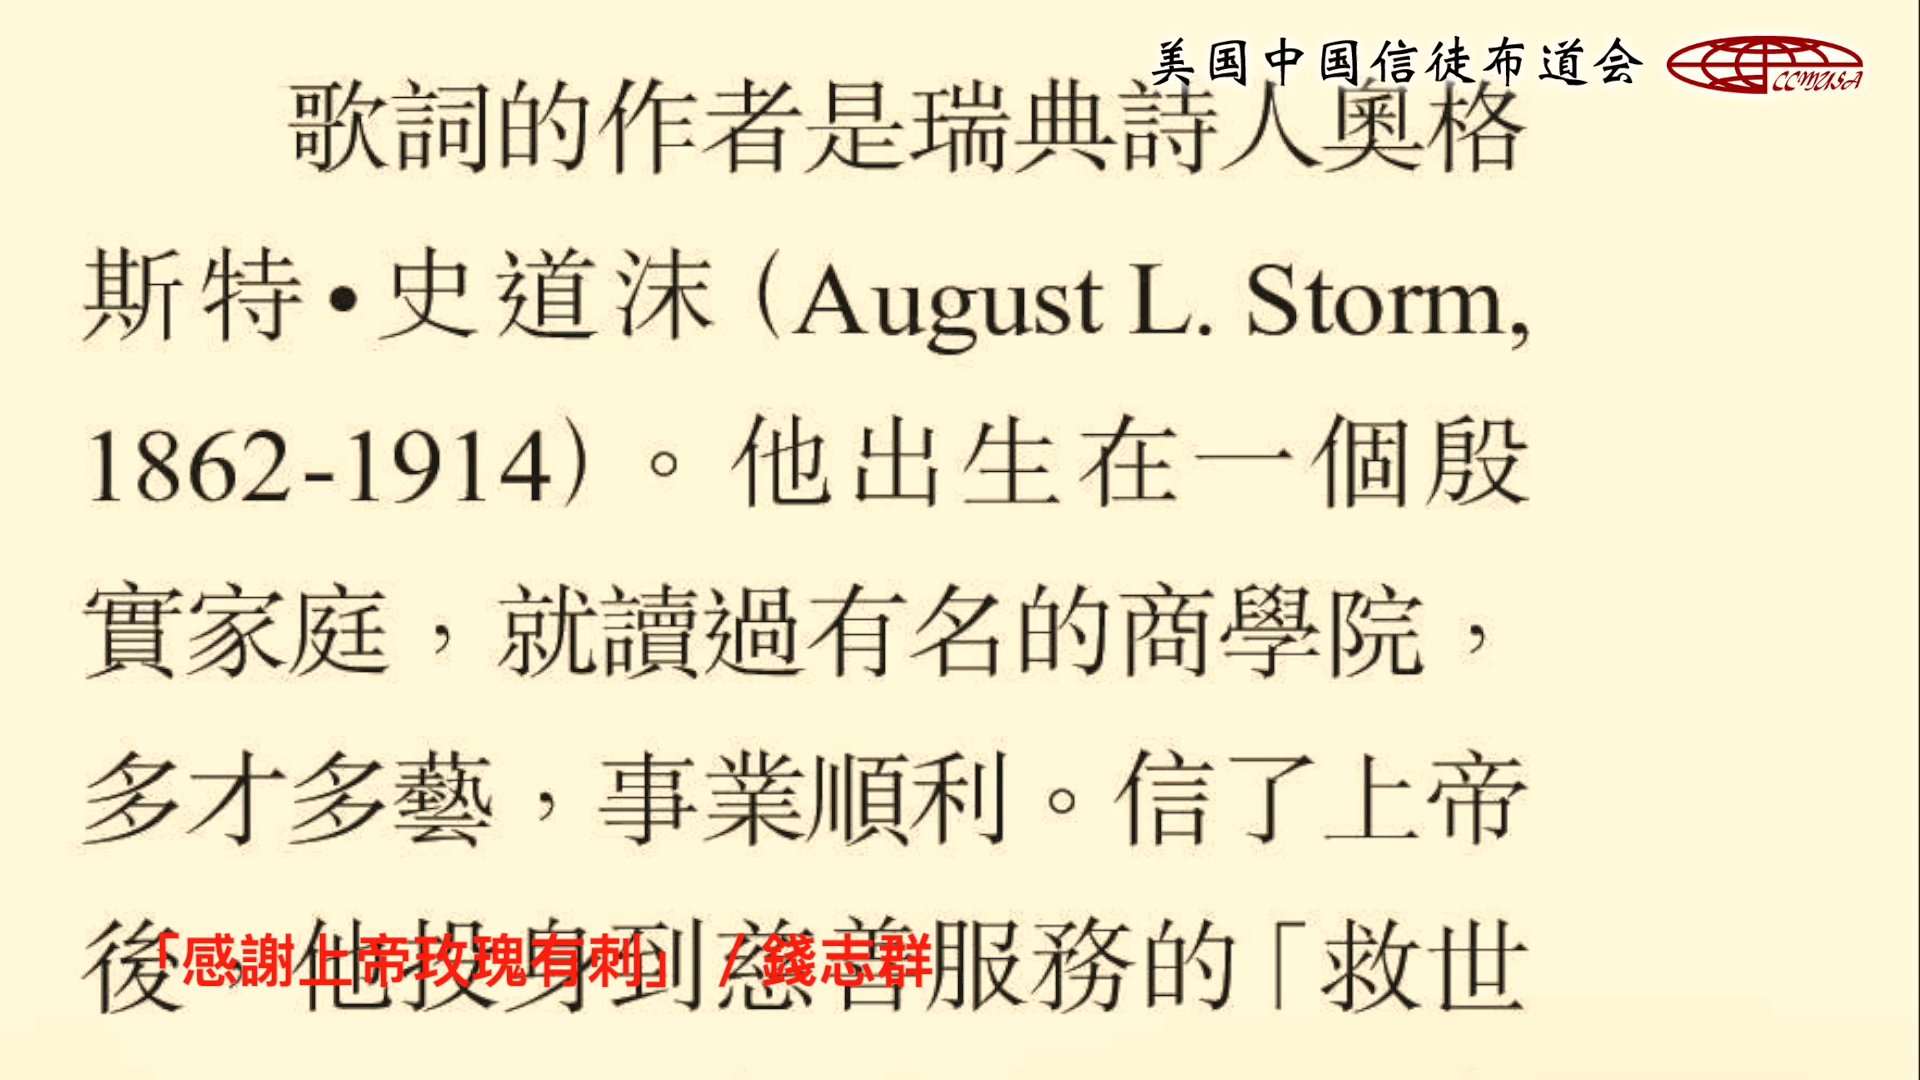 美国中国信徒布道会
CCMUSA
歌詞的作者是瑞典詩人奧格
斯特•史道沫（August L. Storm,
1862-1914）。他出生在一個殷
實家庭，就讀過有名的商學院，
多才多藝，事業順利。信了上帝
後，他投身到慈善服務的「救世
「感謝上帝玫瑰有刺」 / 錢志群